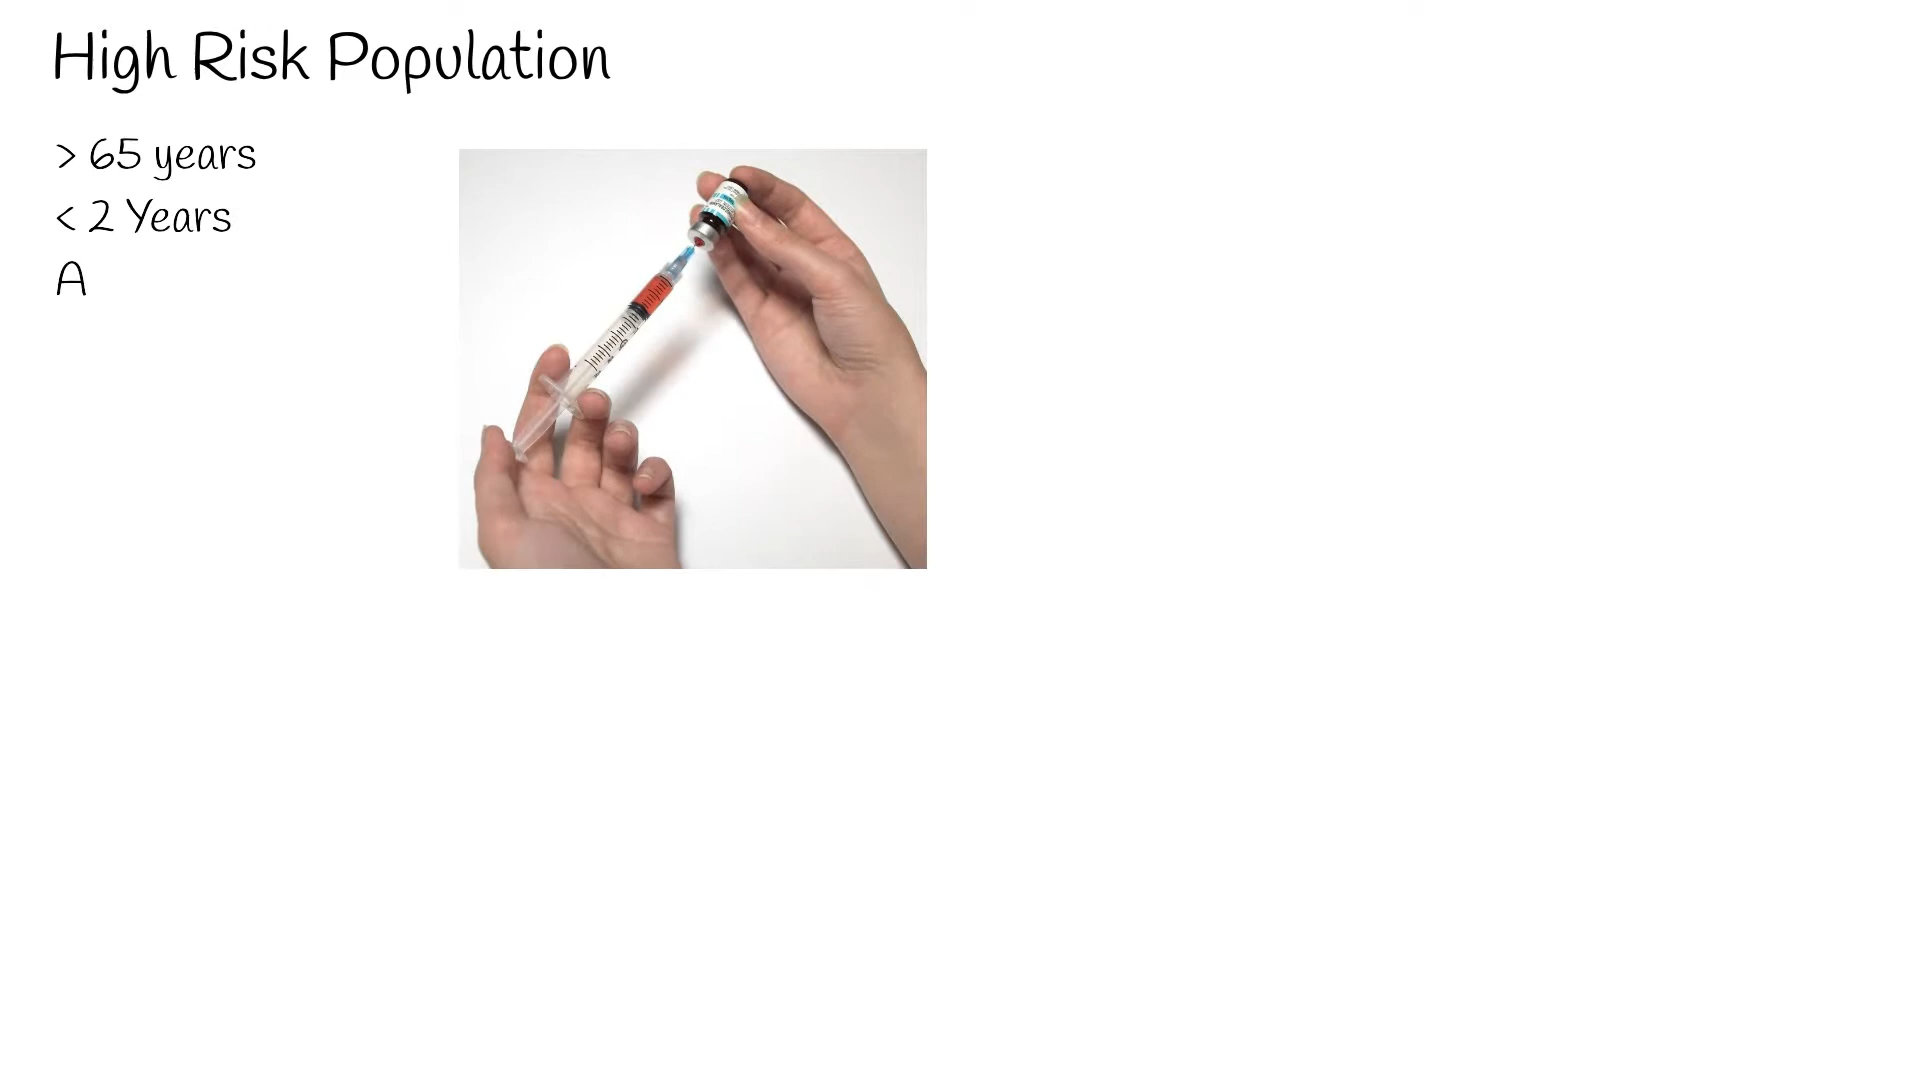 High Risk Population
> 65 years
< 2 Years
A